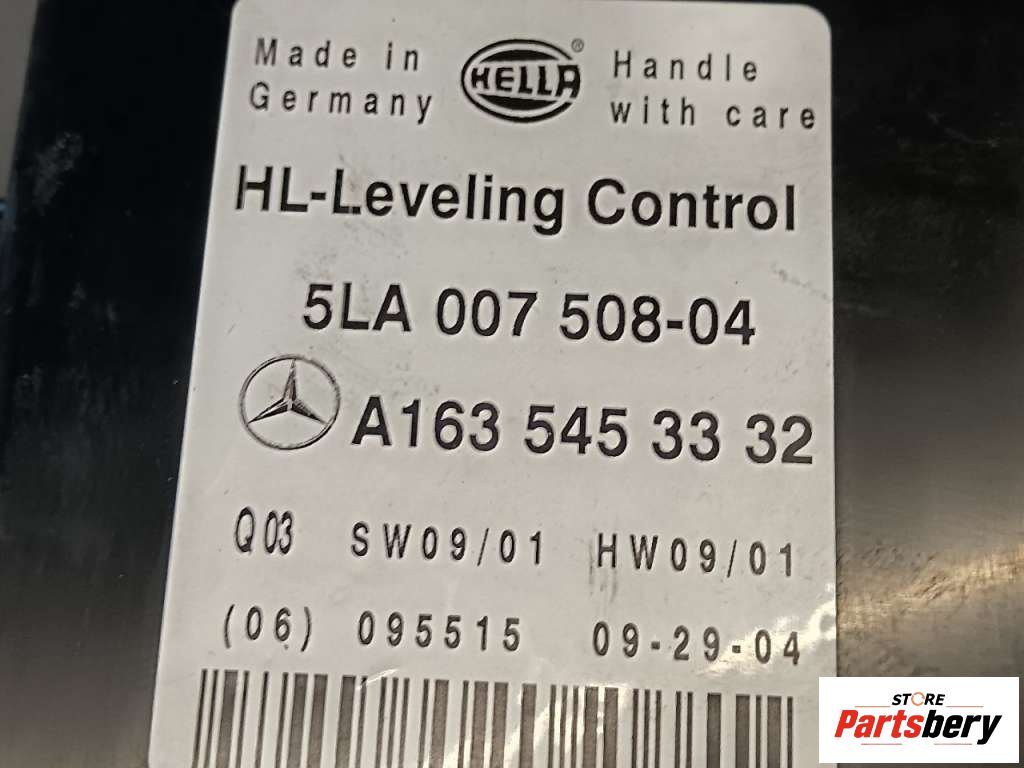 Made in
Germany
HELLA®
Handle
with care
HL-Leveling Control
5LA 007 508-04
A163 545 33 32
Q03 SW09/01 HW09/01
(06) 095515 09-29-04
STORE
Partsbery